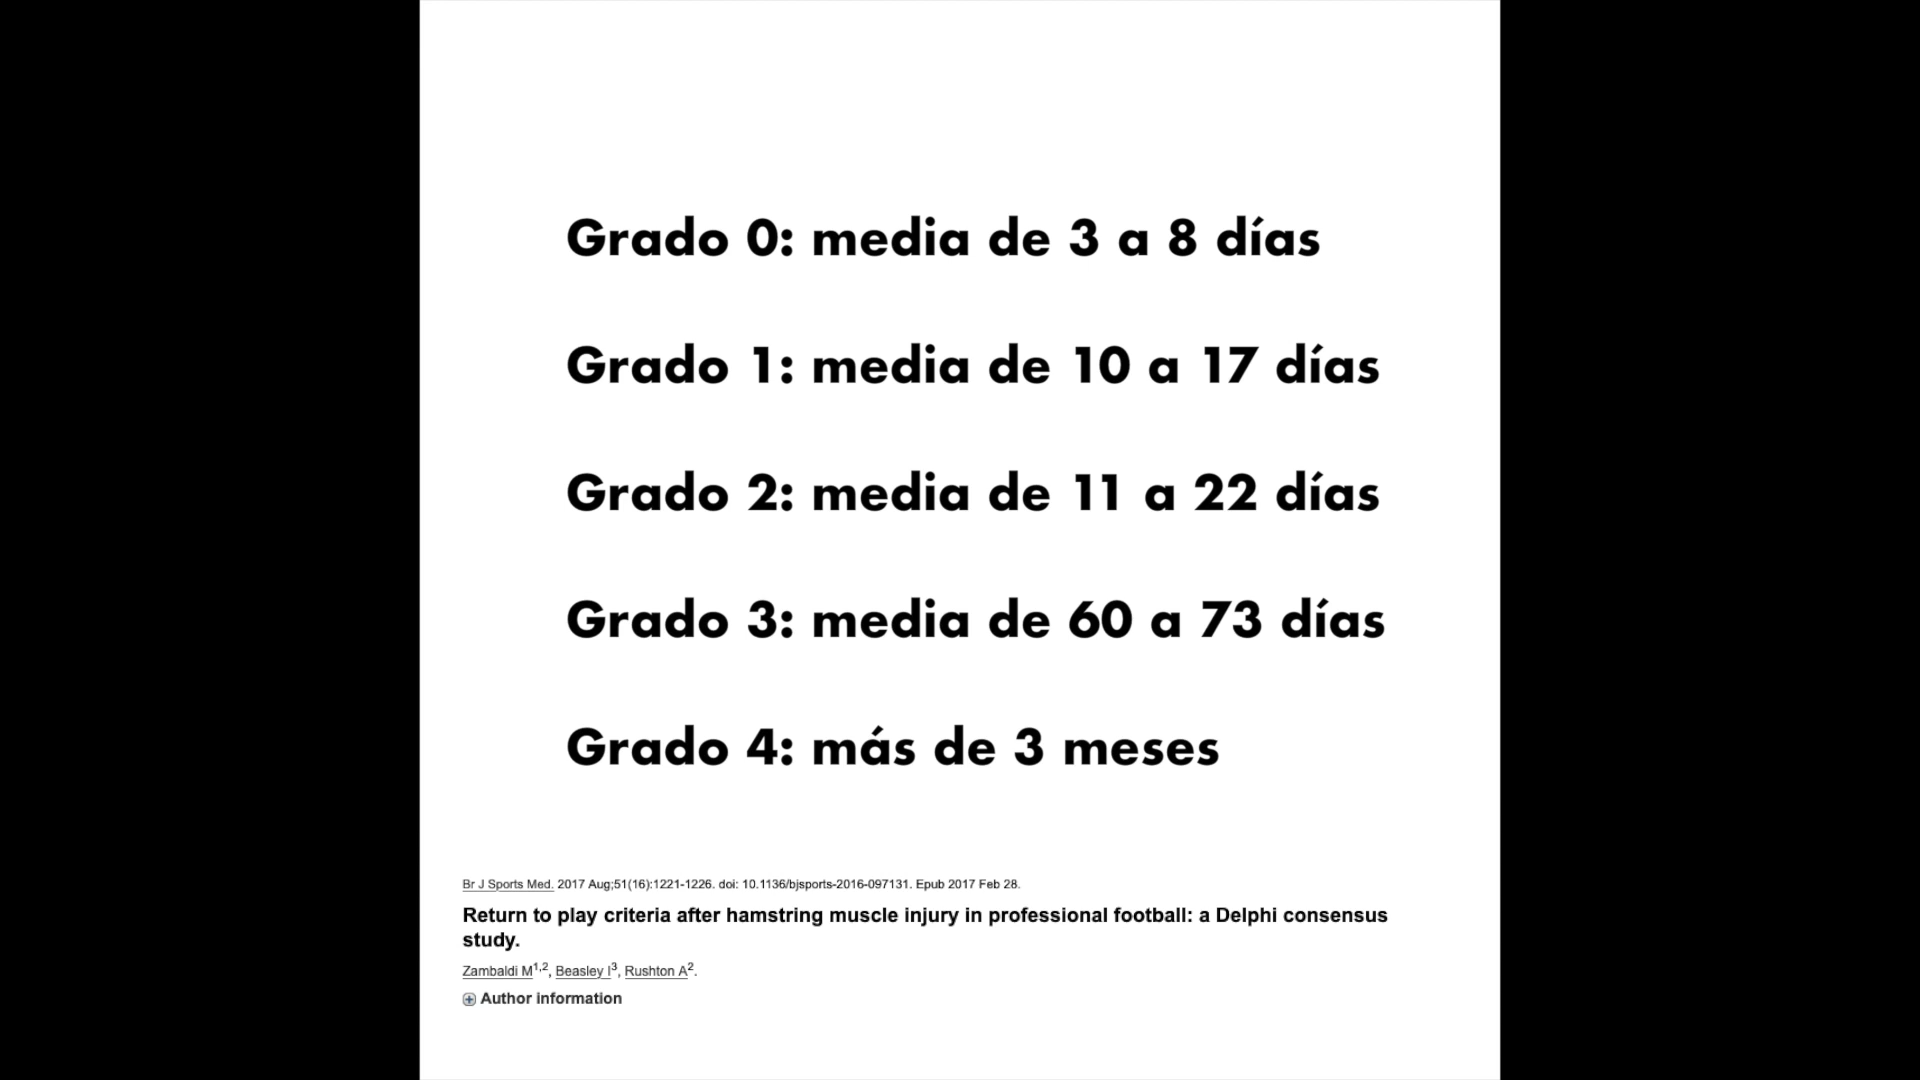 Grado 0: media de 3 a 8 días
Grado 1: media de 10 a 17 días
Grado 2: media de 11 a 22 días
Grado 3: media de 60 a 73 días
Grado 4: más de 3 meses
Br J Sports Med. 2017 Aug;51(16):1221-1226. doi: 10.1136/bjsports-2016-097131. Epub 2017 Feb 28.
Return to play criteria after hamstring muscle injury in professional football: a Delphi consensus
study.
Zambaldi M1,2, Beasley I3, Rushton A2.
Author information